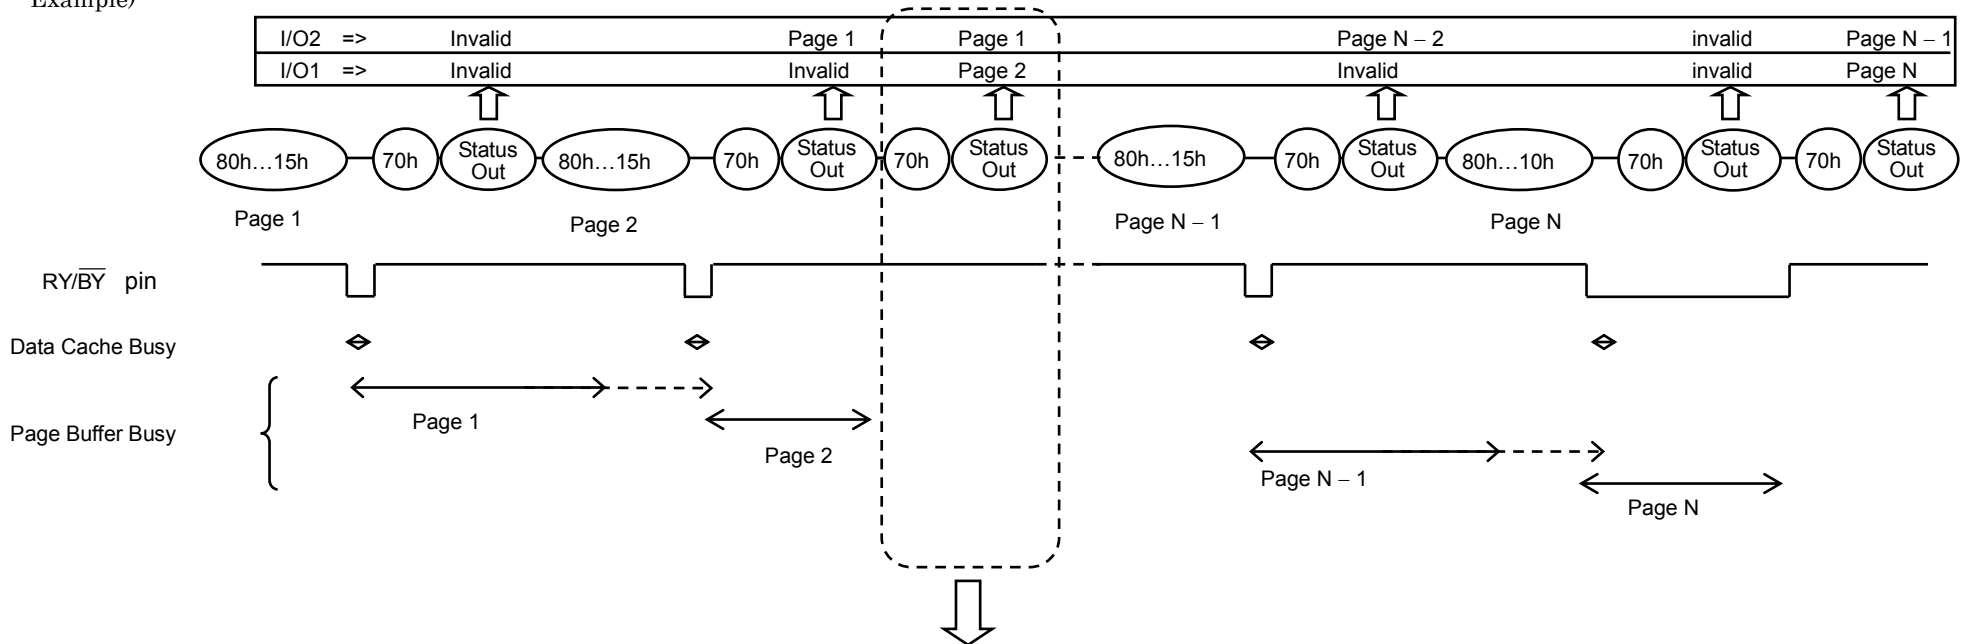 Example)
I/O2 => Invalid Page 1 Page 1 Page N – 2 invalid Page N – 1
I/O1 => Invalid Invalid Page 2 Invalid invalid Page N
80h…15h 70h Status Out 80h…15h 70h Status Out 70h Status Out 80h…15h 70h Status Out 80h…10h 70h Status Out 70h Status Out
Page 1 Page 2 Page N – 1 Page N
RY/B̅Y̅ pin
Data Cache Busy
Page 1
Page Buffer Busy
Page 2
Page N – 1
Page N